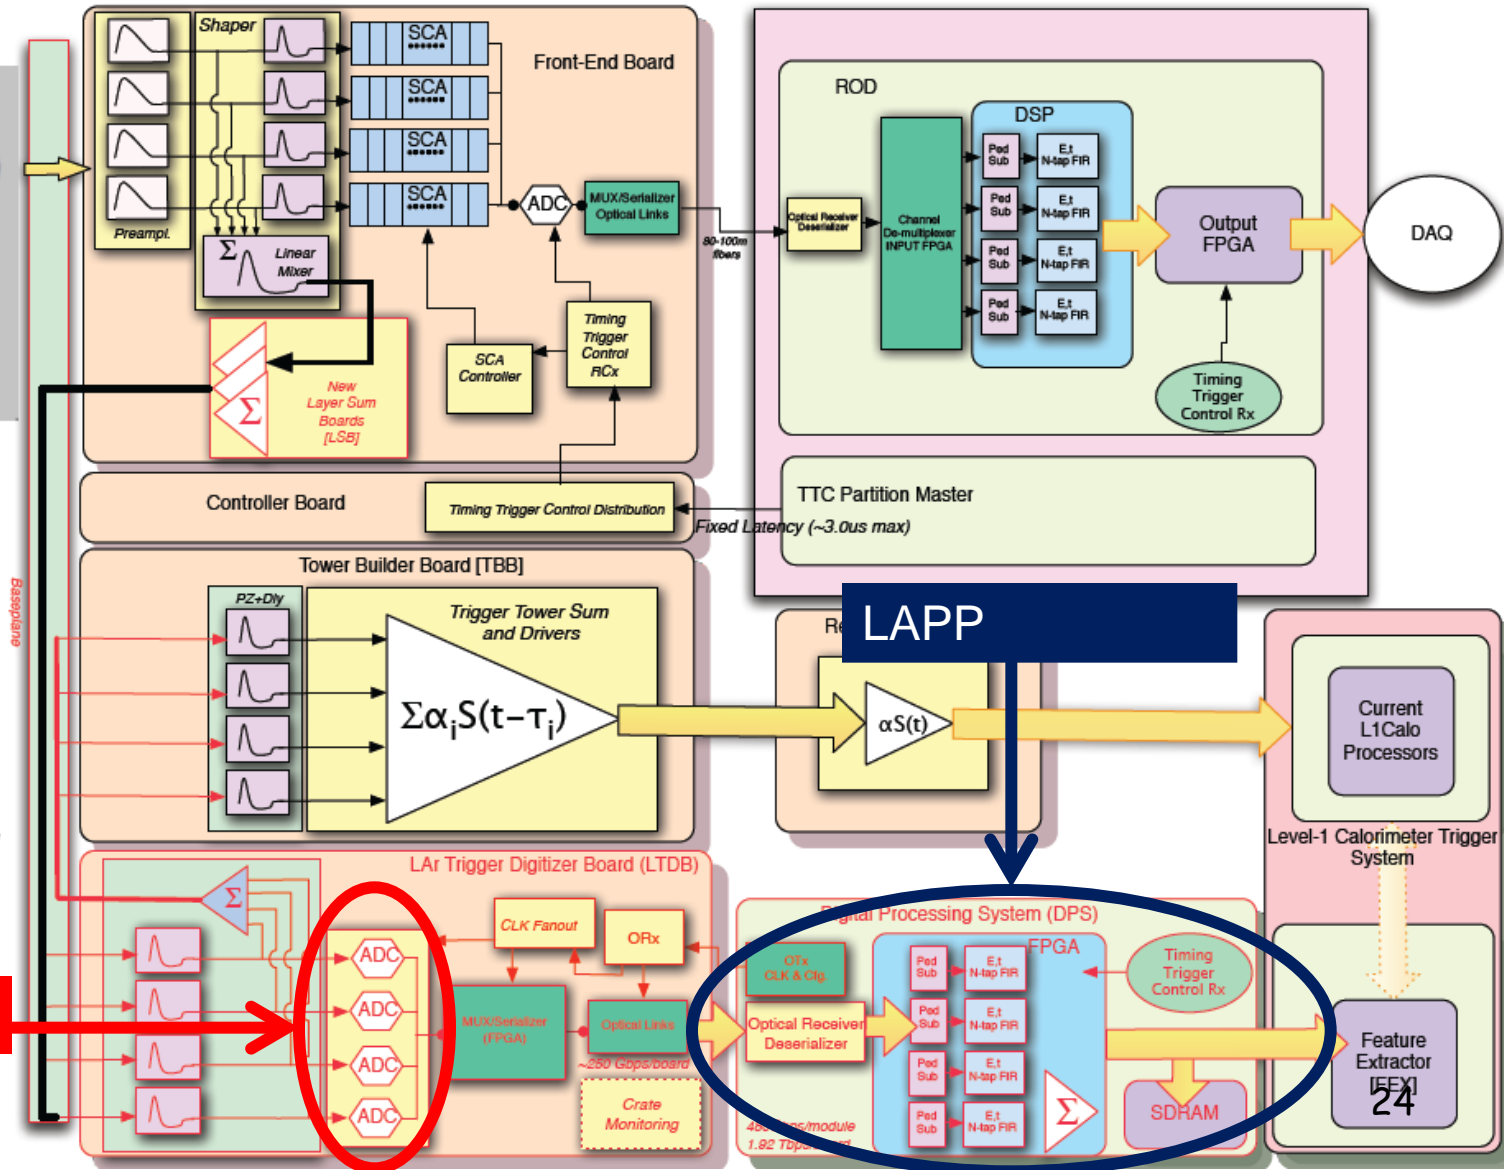 Shaper
Preampl.
Σ
Linear
Mixer
SCA
SCA
SCA
SCA
Front-End Board
ADC
MUX/Serializer
Optical Links
80-100m
fibers
Timing
Trigger
Control
RCx
SCA
Controller
New
Layer Sum
Boards
[LSB]
Σ
ROD
Optical Receiver
Deserializer
Channel
De-multiplexer
INPUT FPGA
DSP
Ped
Sub
E,t
N-tap FIR
Ped
Sub
E,t
N-tap FIR
Ped
Sub
E,t
N-tap FIR
Ped
Sub
E,t
N-tap FIR
Output
FPGA
DAQ
Timing
Trigger
Control Rx
Controller Board
Timing Trigger Control Distribution
TTC Partition Master
Fixed Latency (~3.0us max)
Baseplane
Tower Builder Board [TBB]
PZ+Dly
Trigger Tower Sum
and Drivers
ΣαᵢS(t−τᵢ)
Re
LAPP
αS(t)
Current
L1Calo
Processors
Level-1 Calorimeter Trigger
System
LAr Trigger Digitizer Board (LTDB)
Σ
ADC
ADC
ADC
ADC
CLK Fanout
ORx
MUX/Serializer
(FPGA)
Optical Links
~250 Gbps/board
Crate
Monitoring
Digital Processing System (DPS)
OTx
CLK & Cfg.
Optical Receiver
Deserializer
FPGA
Ped
Sub
E,t
N-tap FIR
Ped
Sub
E,t
N-tap FIR
Ped
Sub
E,t
N-tap FIR
Ped
Sub
E,t
N-tap FIR
Σ
Timing
Trigger
Control Rx
SDRAM
Feature
Extractor
[FEX]
24